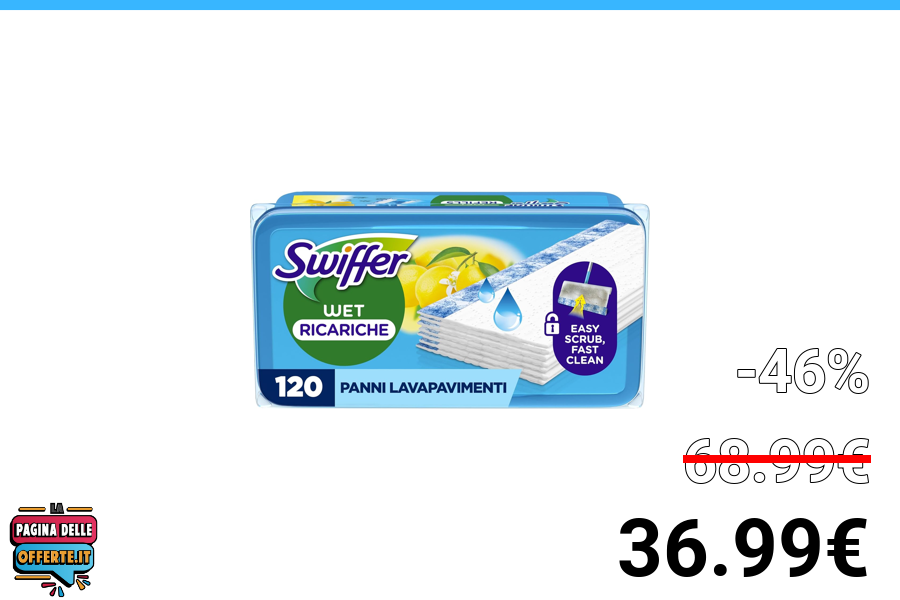 Swiffer
WET
RICARICHE
EASY
SCRUB,
FAST
CLEAN
120 PANNI LAVAPAVIMENTI
-46%
68.99€
36.99€
LA
PAGINA DELLE
OFFERTE.IT